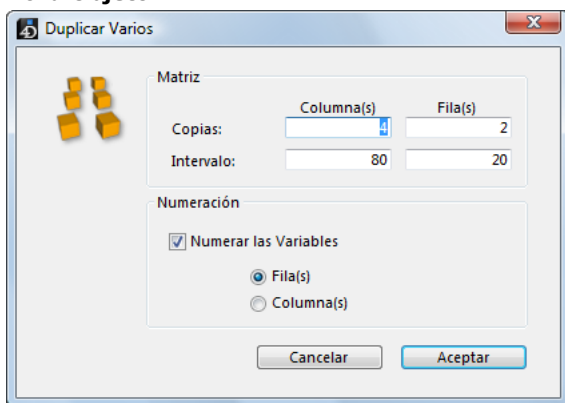 Duplicar Varios
Matriz
Columna(s) Fila(s)
Copias: 4 2
Intervalo: 80 20
Numeración
Numerar las Variables
Fila(s)
Columna(s)
Cancelar Aceptar